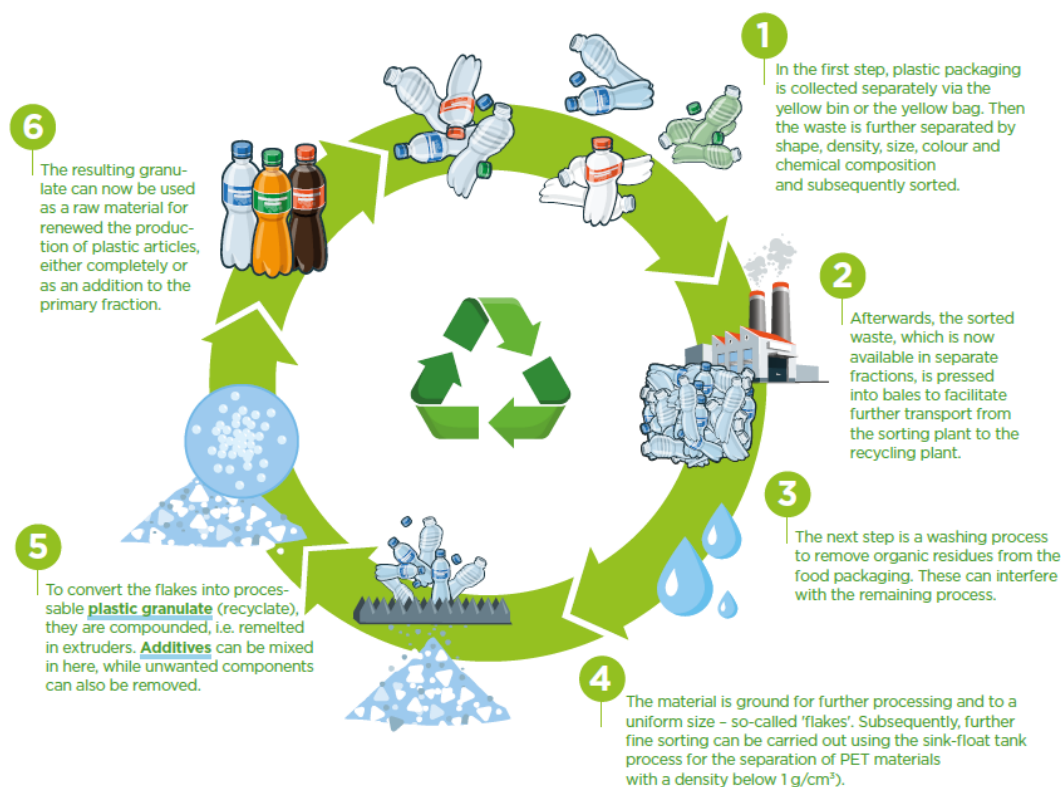 1
In the first step, plastic packaging
is collected separately via the
yellow bin or the yellow bag. Then
the waste is further separated by
shape, density, size, colour and
chemical composition
and subsequently sorted.
2
Afterwards, the sorted
waste, which is now
available in separate
fractions, is pressed
into bales to facilitate
further transport from
the sorting plant to the
recycling plant.
3
The next step is a washing process
to remove organic residues from the
food packaging. These can interfere
with the remaining process.
4
The material is ground for further processing and to a
uniform size – so-called 'flakes'. Subsequently, further
fine sorting can be carried out using the sink-float tank
process for the separation of PET materials
with a density below 1 g/cm³).
5
To convert the flakes into proces-
sable plastic granulate (recyclate),
they are compounded, i.e. remelted
in extruders. Additives can be mixed
in here, while unwanted components
can also be removed.
6
The resulting granu-
late can now be used
as a raw material for
renewed the produc-
tion of plastic articles,
either completely or
as an addition to the
primary fraction.